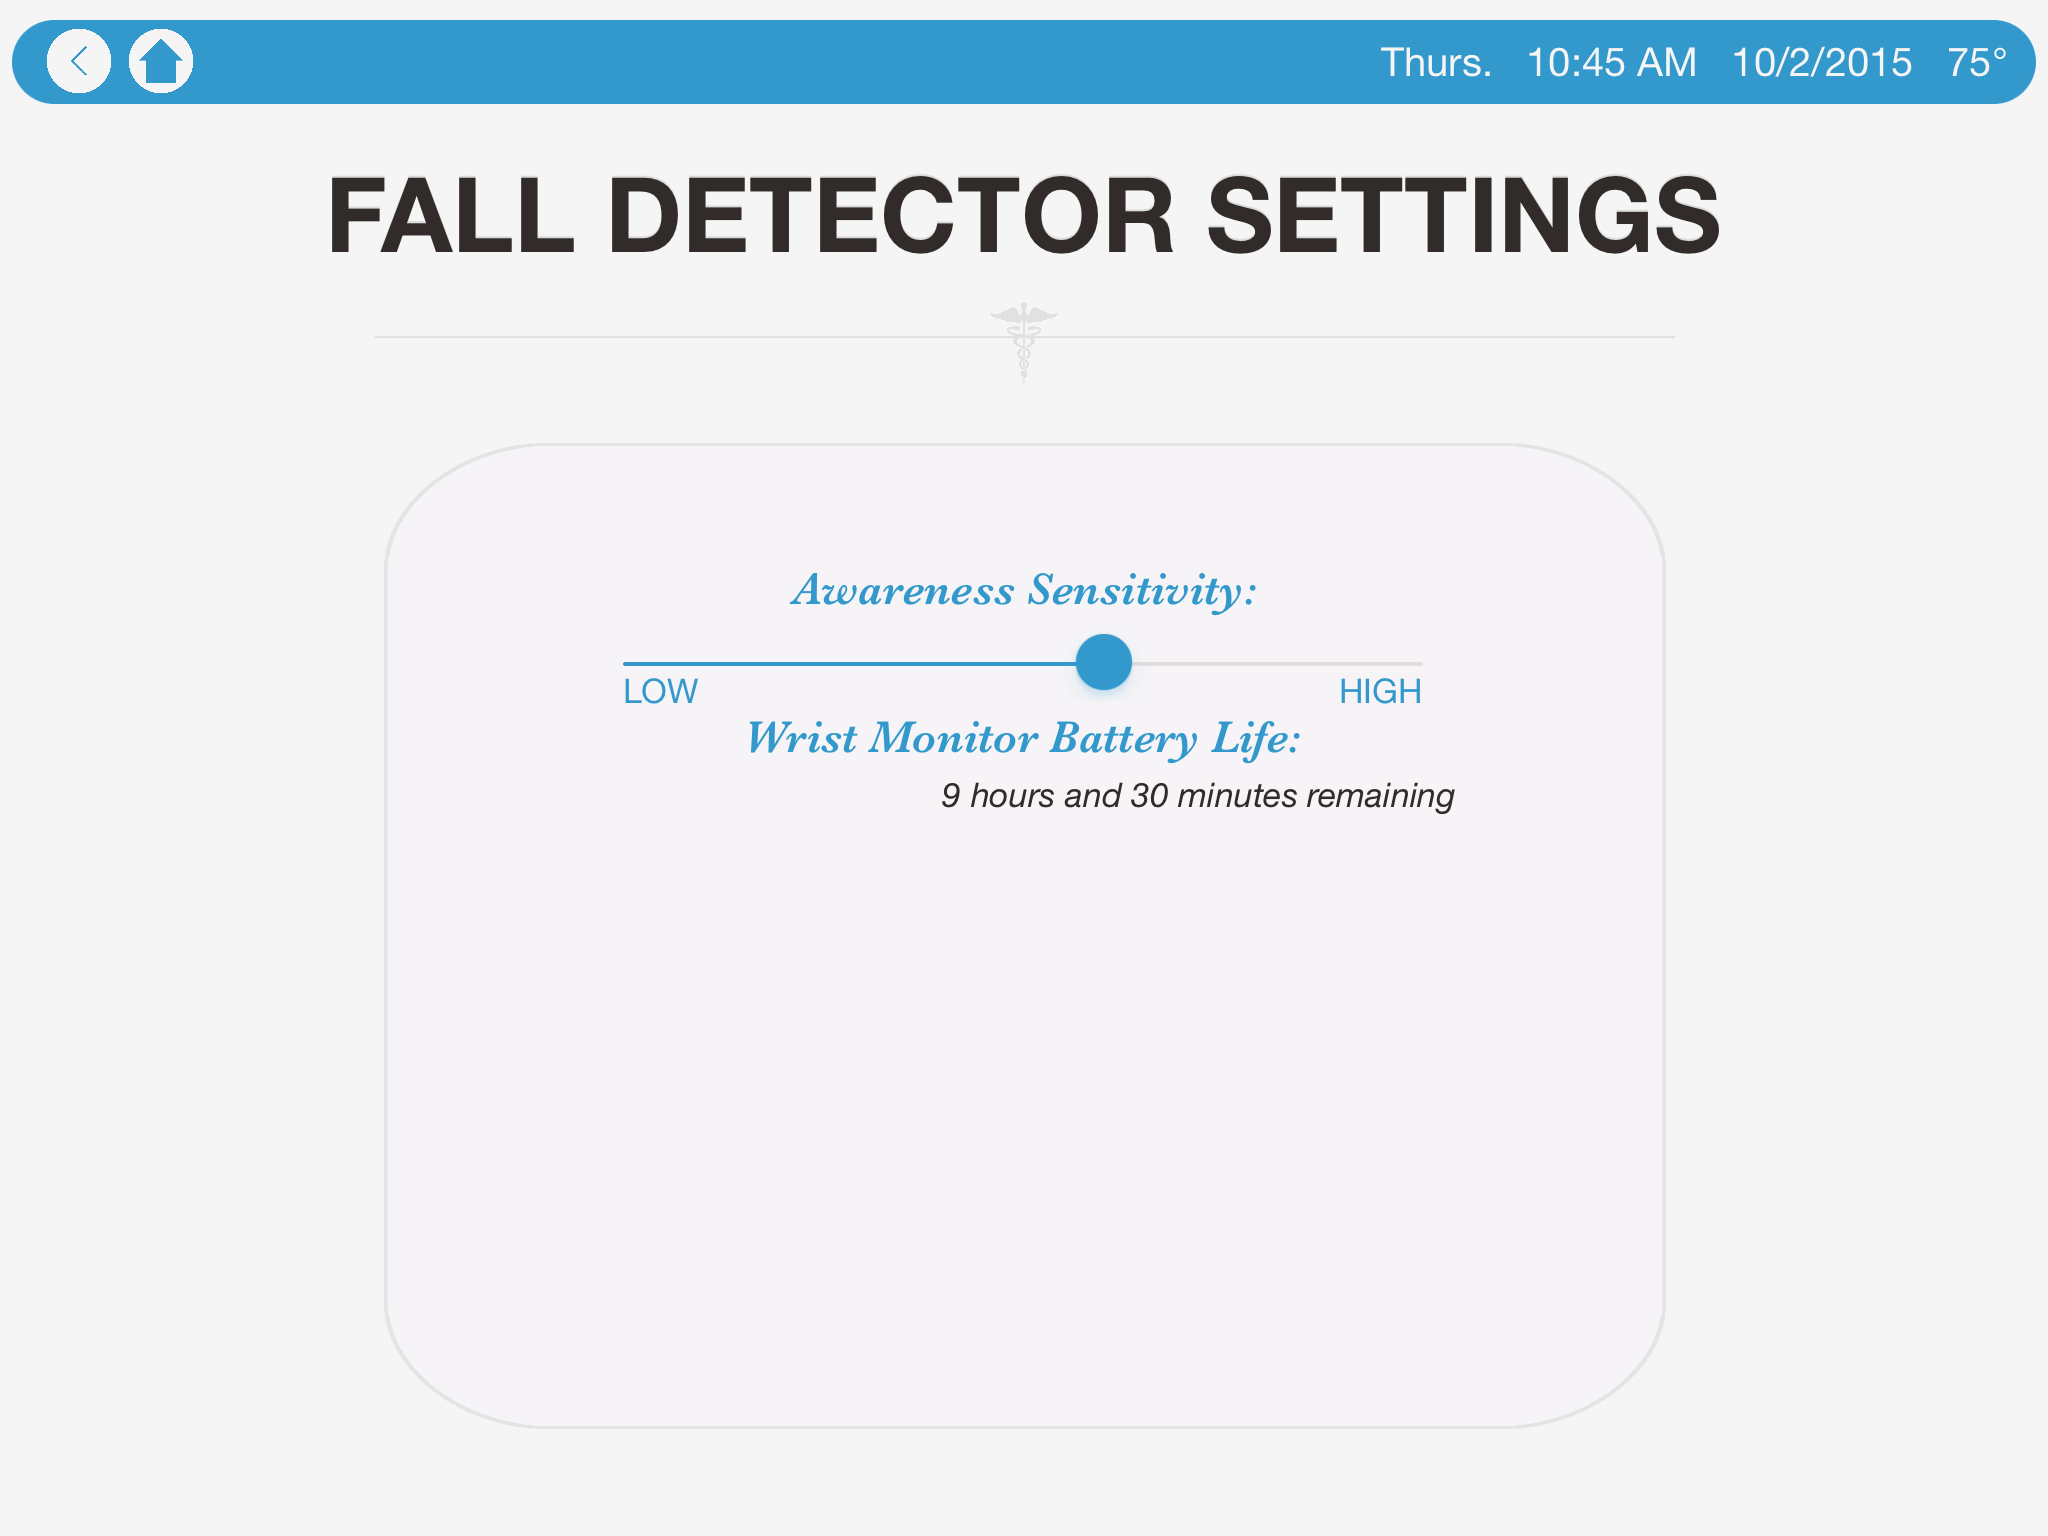 Thurs. 10:45 AM 10/2/2015 75°
FALL DETECTOR SETTINGS
Awareness Sensitivity:
LOW HIGH
Wrist Monitor Battery Life:
9 hours and 30 minutes remaining